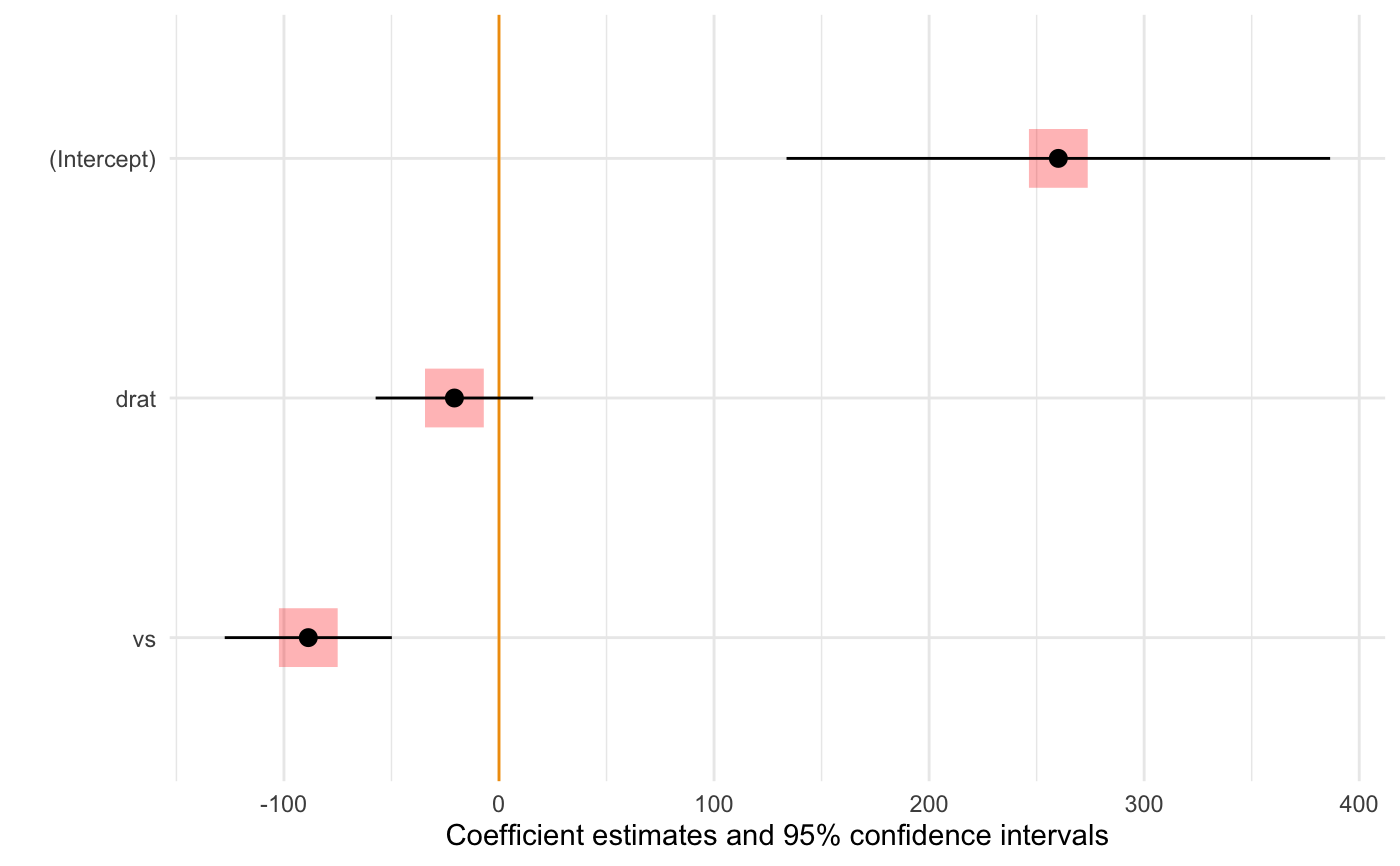 (Intercept)
drat
vs
-100 0 100 200 300 400
Coefficient estimates and 95% confidence intervals